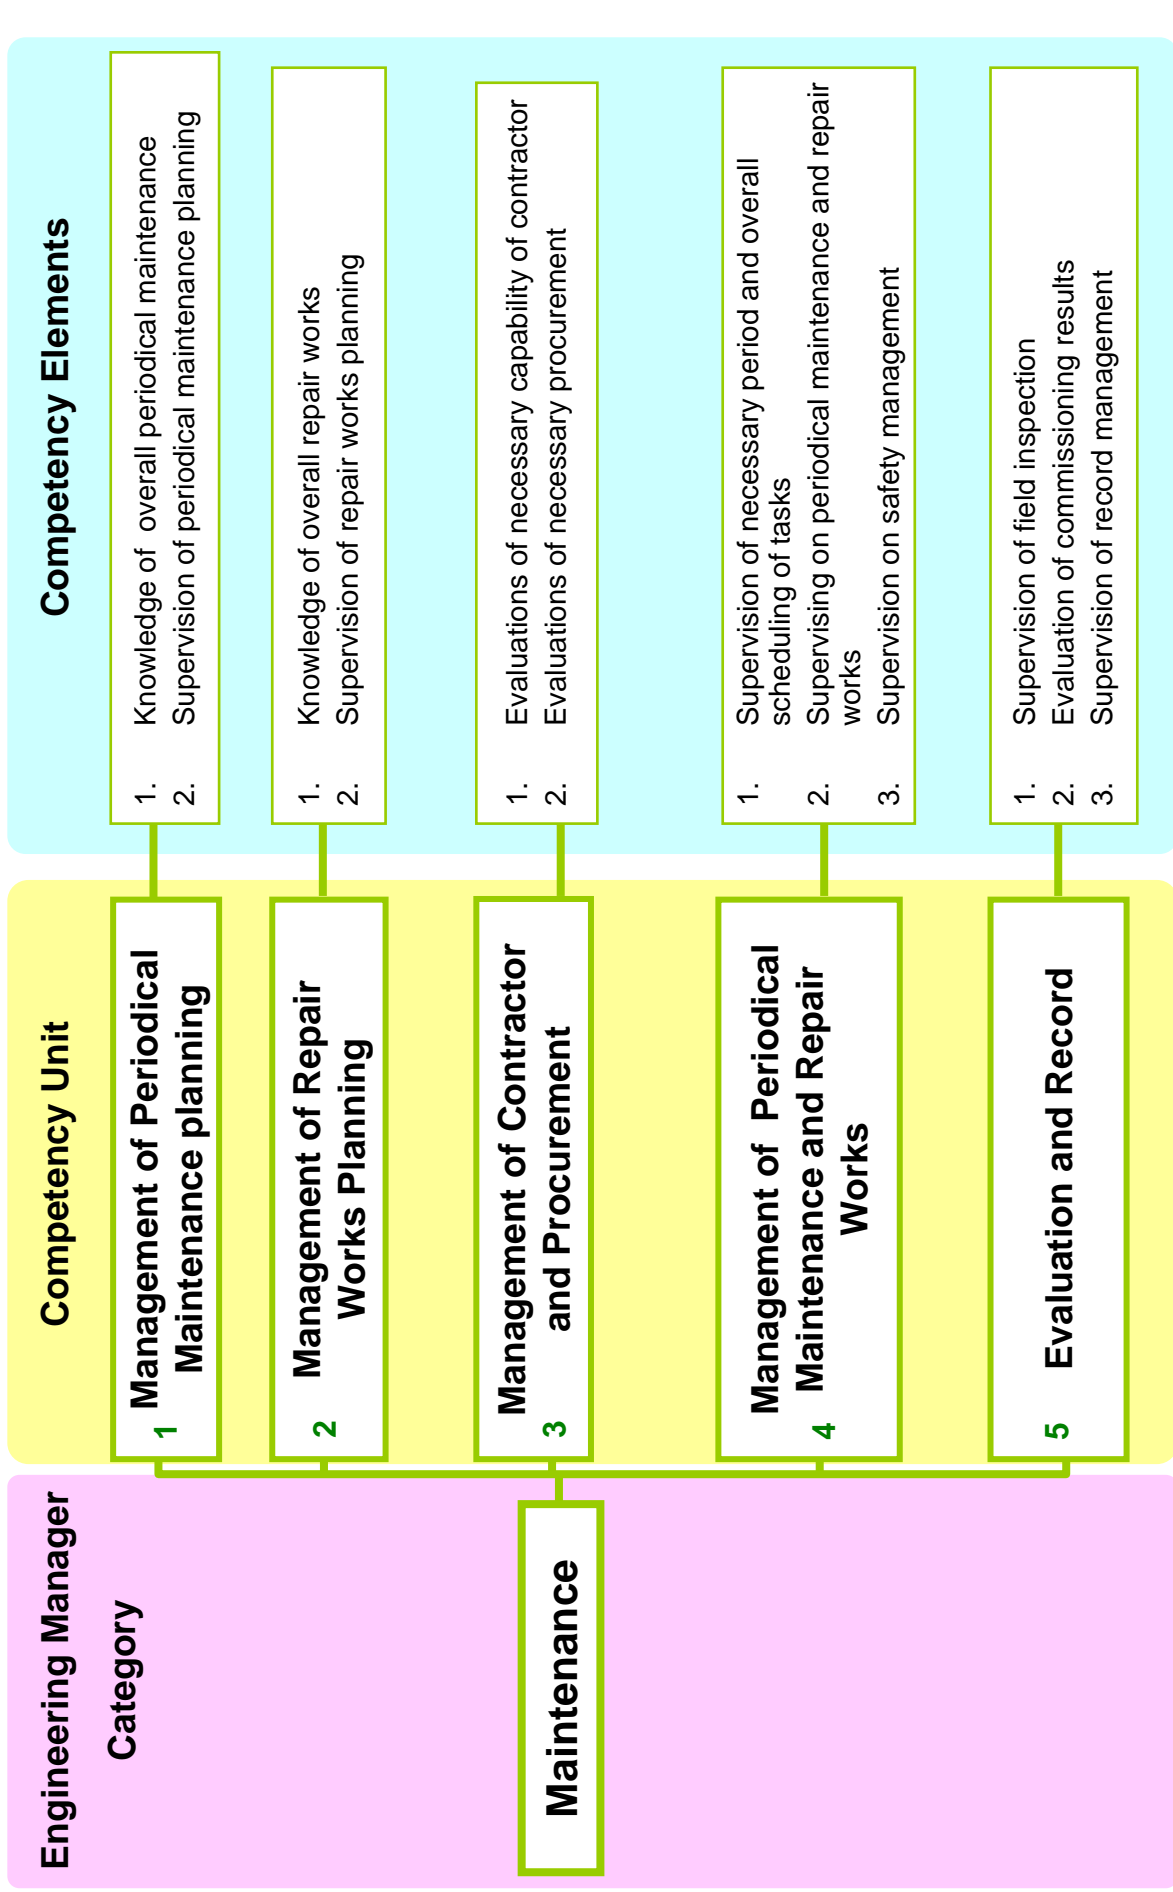 Engineering Manager
Category
Competency Unit
Competency Elements
Maintenance
1
Management of Periodical
Maintenance planning
1. Knowledge of  overall periodical maintenance
2. Supervision of periodical maintenance planning
2
Management of Repair
Works Planning
1. Knowledge of overall repair works
2. Supervision of repair works planning
3
Management of Contractor
and Procurement
1. Evaluations of necessary capability of contractor
2. Evaluations of necessary procurement
4
Management of  Periodical
Maintenance and Repair
Works
1. Supervision of necessary period and overall
scheduling of tasks
2. Supervising on periodical maintenance and repair
works
3. Supervision on safety management
5
Evaluation and Record
1. Supervision of field inspection
2. Evaluation of commissioning results
3. Supervision of record management